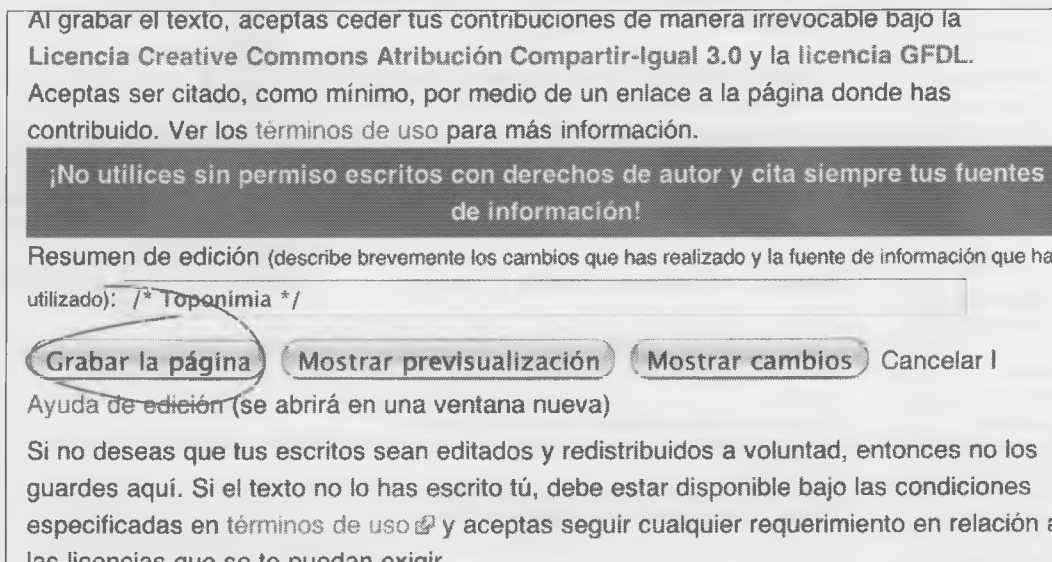 Al grabar el texto, aceptas ceder tus contribuciones de manera irrevocable bajo la
Licencia Creative Commons Atribución Compartir-Igual 3.0 y la licencia GFDL.
Aceptas ser citado, como mínimo, por medio de un enlace a la página donde has
contribuido. Ver los términos de uso para más información.
¡No utilices sin permiso escritos con derechos de autor y cita siempre tus fuentes
de información!
Resumen de edición (describe brevemente los cambios que has realizado y la fuente de información que ha
utilizado): /* Toponimia */
Grabar la página Mostrar previsualización Mostrar cambios Cancelar |
Ayuda de edición (se abrirá en una ventana nueva)
Si no deseas que tus escritos sean editados y redistribuidos a voluntad, entonces no los
guardes aquí. Si el texto no lo has escrito tú, debe estar disponible bajo las condiciones
especificadas en términos de uso y aceptas seguir cualquier requerimiento en relación a
las licencias que se te puedan exigir.